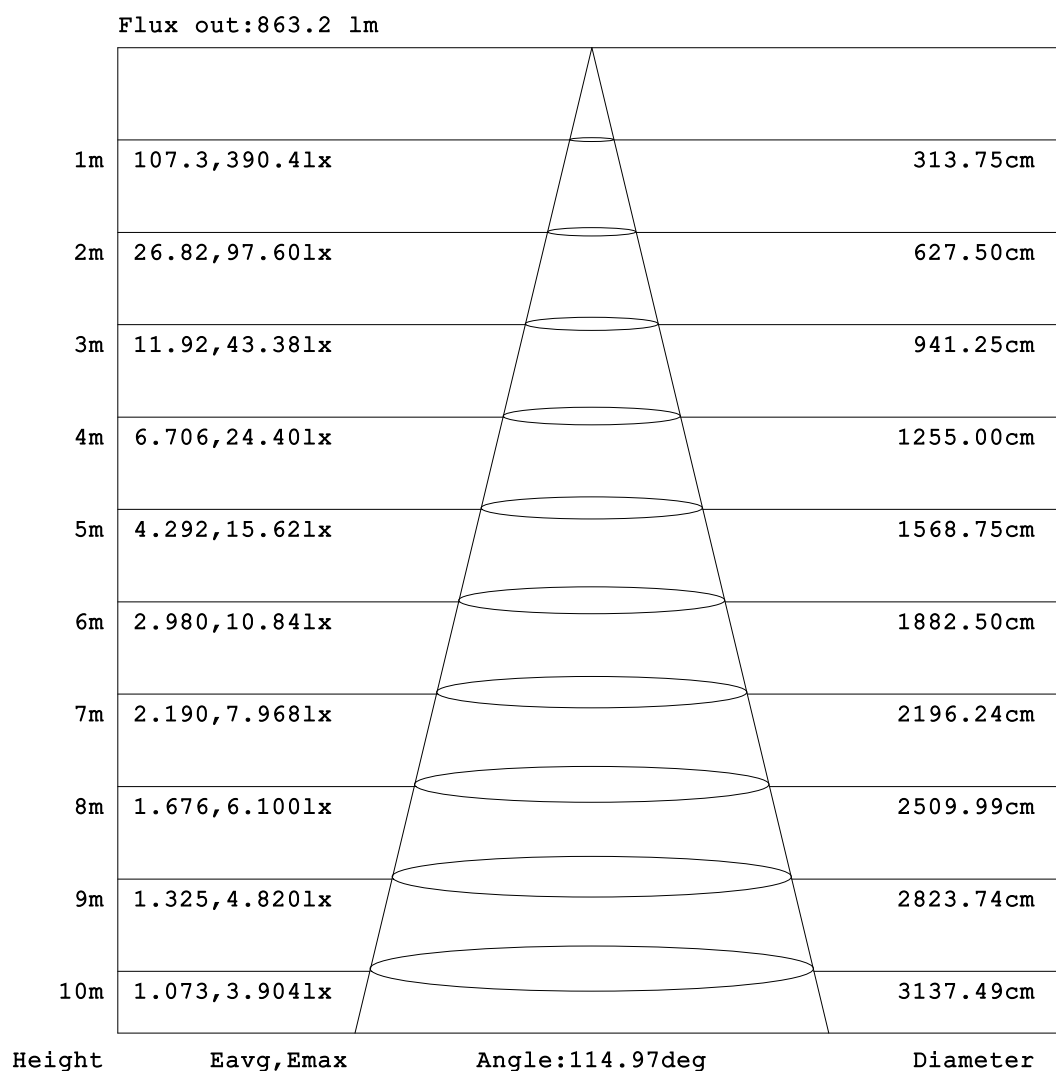 Flux out:863.2 lm
1m 107.3,390.4lx 313.75cm
2m 26.82,97.60lx 627.50cm
3m 11.92,43.38lx 941.25cm
4m 6.706,24.40lx 1255.00cm
5m 4.292,15.62lx 1568.75cm
6m 2.980,10.84lx 1882.50cm
7m 2.190,7.968lx 2196.24cm
8m 1.676,6.100lx 2509.99cm
9m 1.325,4.820lx 2823.74cm
10m 1.073,3.904lx 3137.49cm
Height Eavg,Emax Angle:114.97deg Diameter